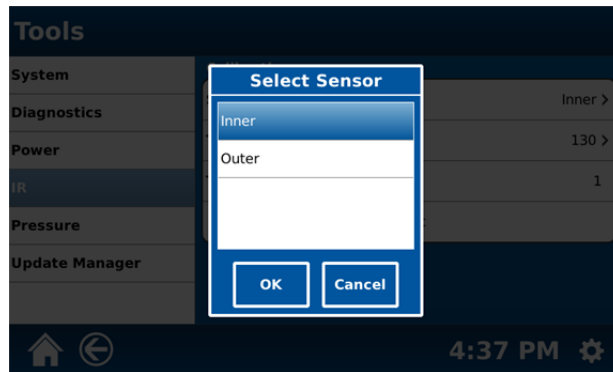 Tools
System
Diagnostics
Power
IR
Pressure
Update Manager
Select Sensor
Inner
Outer
OK
Cancel
Inner >
130 >
1
4:37 PM